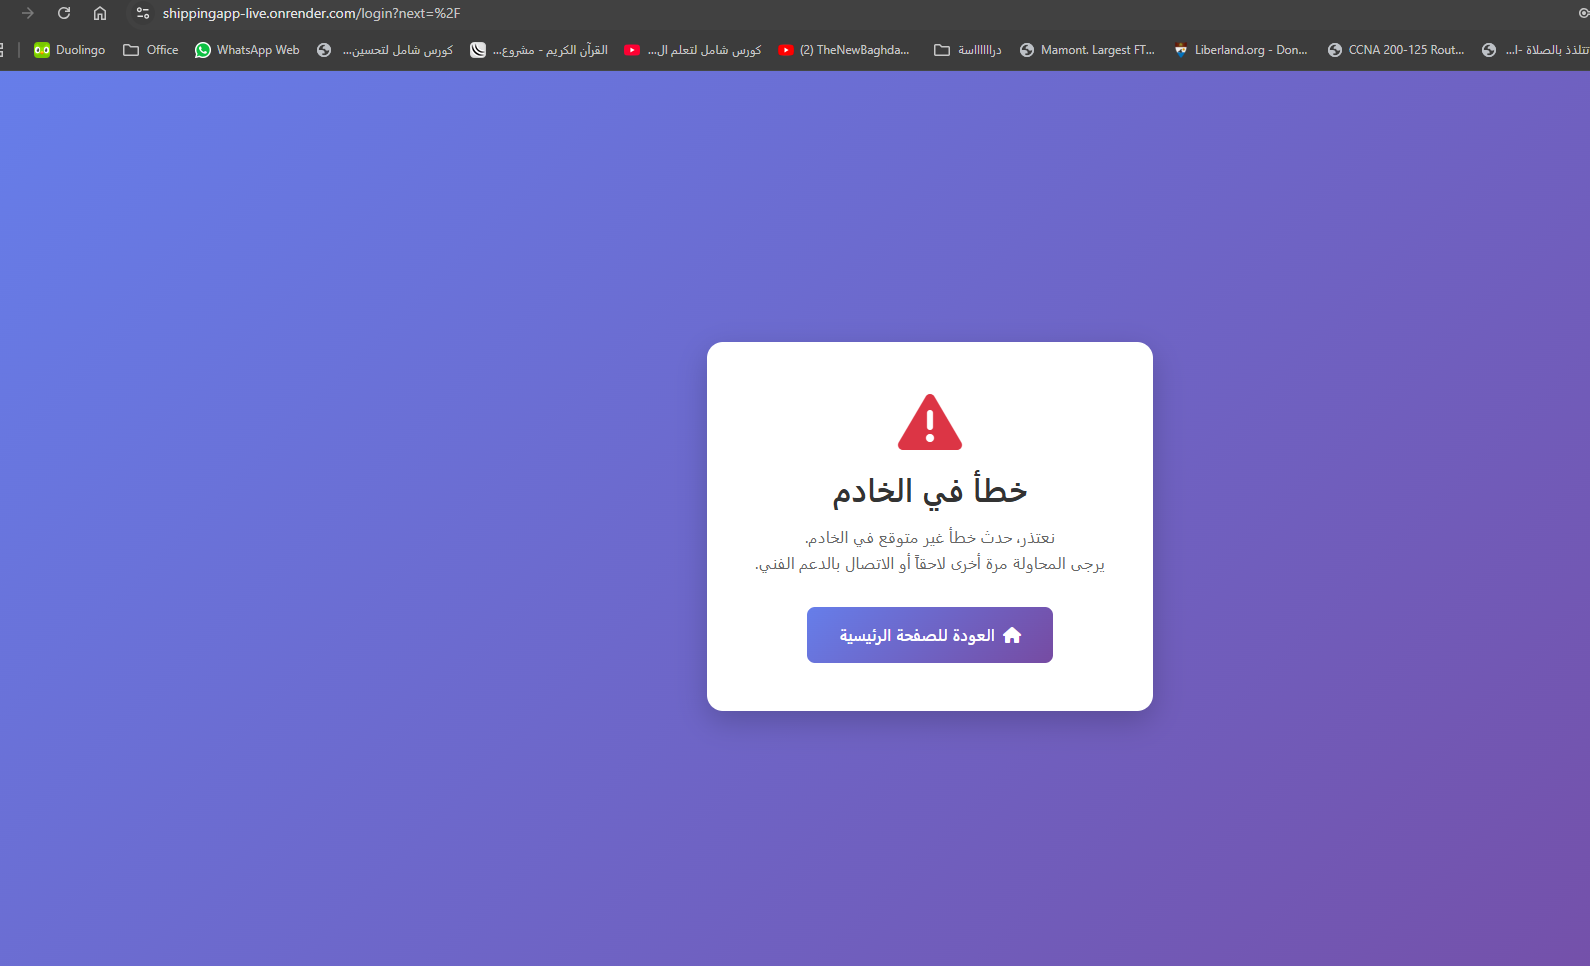 shippingapp-live.onrender.com/login?next=%2F
Duolingo
Office
WhatsApp Web
كورس شامل لتحسين...
القرآن الكريم - مشروع...
كورس شامل لتعلم ال...
(2) TheNewBaghda...
دراااااسة
Mamont. Largest FT...
Liberland.org - Don...
CCNA 200-125 Rout...
تتلذذ بالصلاة -ا...
خطأ في الخادم
نعتذر، حدث خطأ غير متوقع في الخادم.
يرجى المحاولة مرة أخرى لاحقاً أو الاتصال بالدعم الفني.
العودة للصفحة الرئيسية